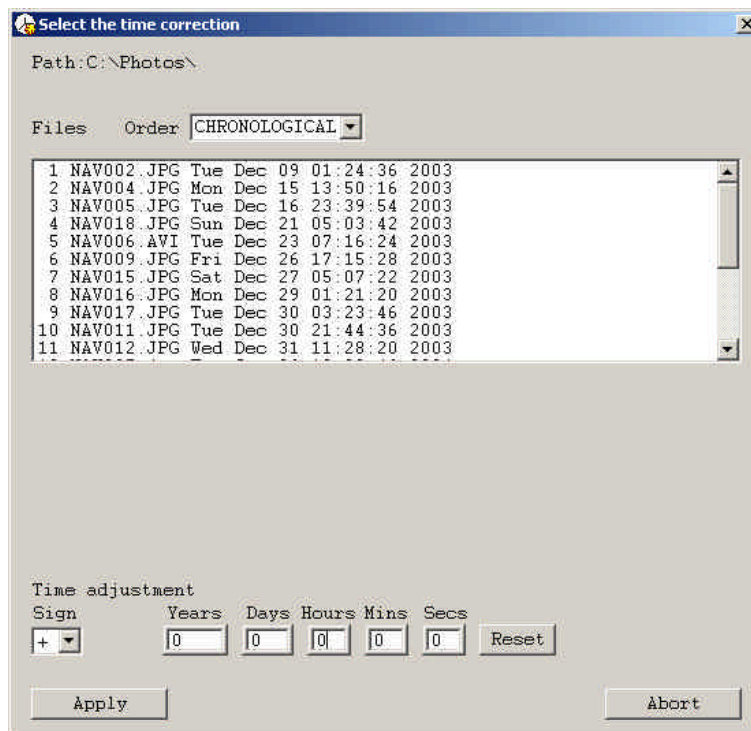 Select the time correction
Path:C:\Photos\
Files Order CHRONOLOGICAL
1 NAV002.JPG Tue Dec 09 01:24:36 2003
2 NAV004.JPG Mon Dec 15 13:50:16 2003
3 NAV005.JPG Tue Dec 16 23:39:54 2003
4 NAV018.JPG Sun Dec 21 05:03:42 2003
5 NAV006.AVI Tue Dec 23 07:16:24 2003
6 NAV009.JPG Fri Dec 26 17:15:28 2003
7 NAV015.JPG Sat Dec 27 05:07:22 2003
8 NAV016.JPG Mon Dec 29 01:21:20 2003
9 NAV017.JPG Tue Dec 30 03:23:46 2003
10 NAV011.JPG Tue Dec 30 21:44:36 2003
11 NAV012.JPG Wed Dec 31 11:28:20 2003
Time adjustment
Sign Years Days Hours Mins Secs
+ 0 0 0 0 0 Reset
Apply Abort